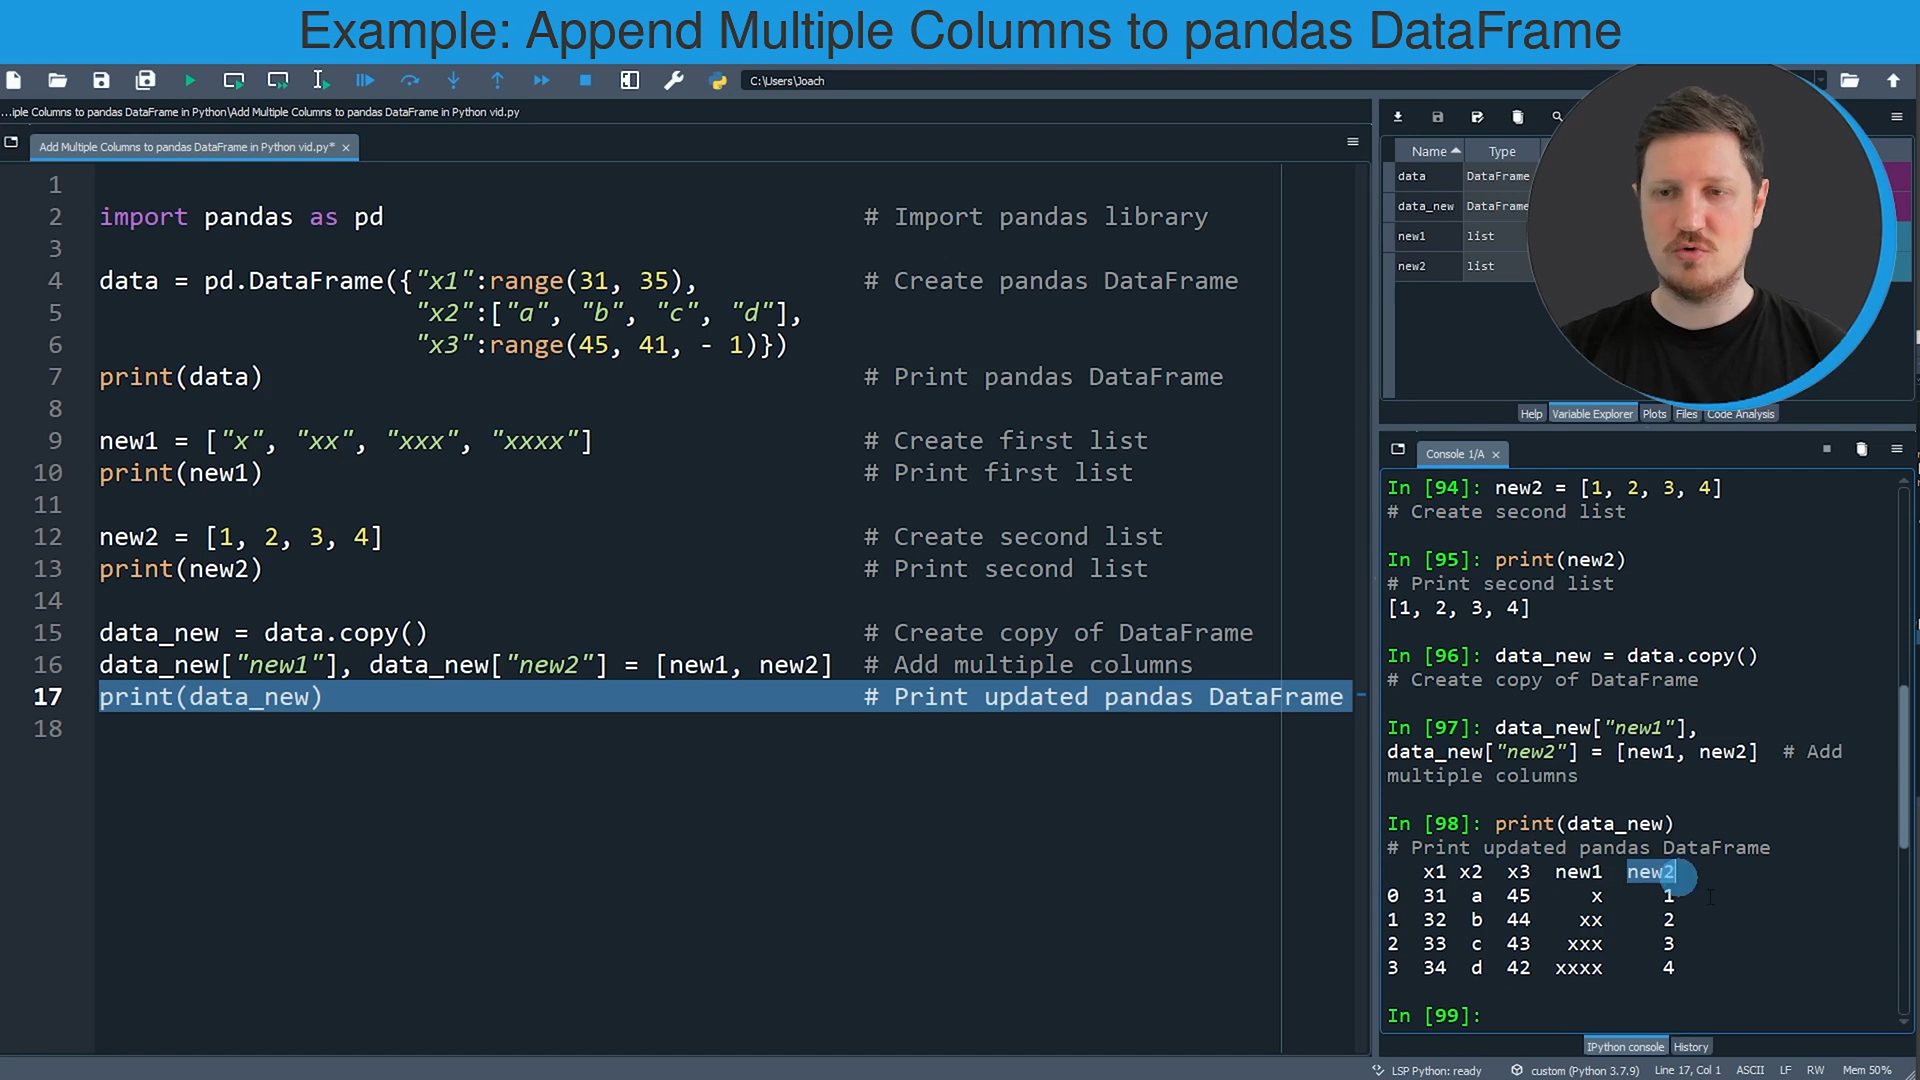 Example: Append Multiple Columns to pandas DataFrame
C:\Users\Joach
...iple Columns to pandas DataFrame in Python\Add Multiple Columns to pandas DataFrame in Python vid.py
Add Multiple Columns to pandas DataFrame in Python vid.py*
1
2 import pandas as pd # Import pandas library
3
4 data = pd.DataFrame({"x1":range(31, 35), # Create pandas DataFrame
5 "x2":["a", "b", "c", "d"],
6 "x3":range(45, 41, - 1)})
7 print(data) # Print pandas DataFrame
8
9 new1 = ["x", "xx", "xxx", "xxxx"] # Create first list
10 print(new1) # Print first list
11
12 new2 = [1, 2, 3, 4] # Create second list
13 print(new2) # Print second list
14
15 data_new = data.copy() # Create copy of DataFrame
16 data_new["new1"], data_new["new2"] = [new1, new2] # Add multiple columns
17 print(data_new) # Print updated pandas DataFrame
18
Name Type
data DataFrame
data_new DataFrame
new1 list
new2 list
Help Variable Explorer Plots Files Code Analysis
Console 1/A
In [94]: new2 = [1, 2, 3, 4]
# Create second list
In [95]: print(new2)
# Print second list
[1, 2, 3, 4]
In [96]: data_new = data.copy()
# Create copy of DataFrame
In [97]: data_new["new1"],
data_new["new2"] = [new1, new2] # Add
multiple columns
In [98]: print(data_new)
# Print updated pandas DataFrame
x1 x2 x3 new1 new2
0 31 a 45 x 1
1 32 b 44 xx 2
2 33 c 43 xxx 3
3 34 d 42 xxxx 4
In [99]:
IPython console History
LSP Python: ready custom (Python 3.7.9) Line 17, Col 1 ASCII LF RW Mem 50%